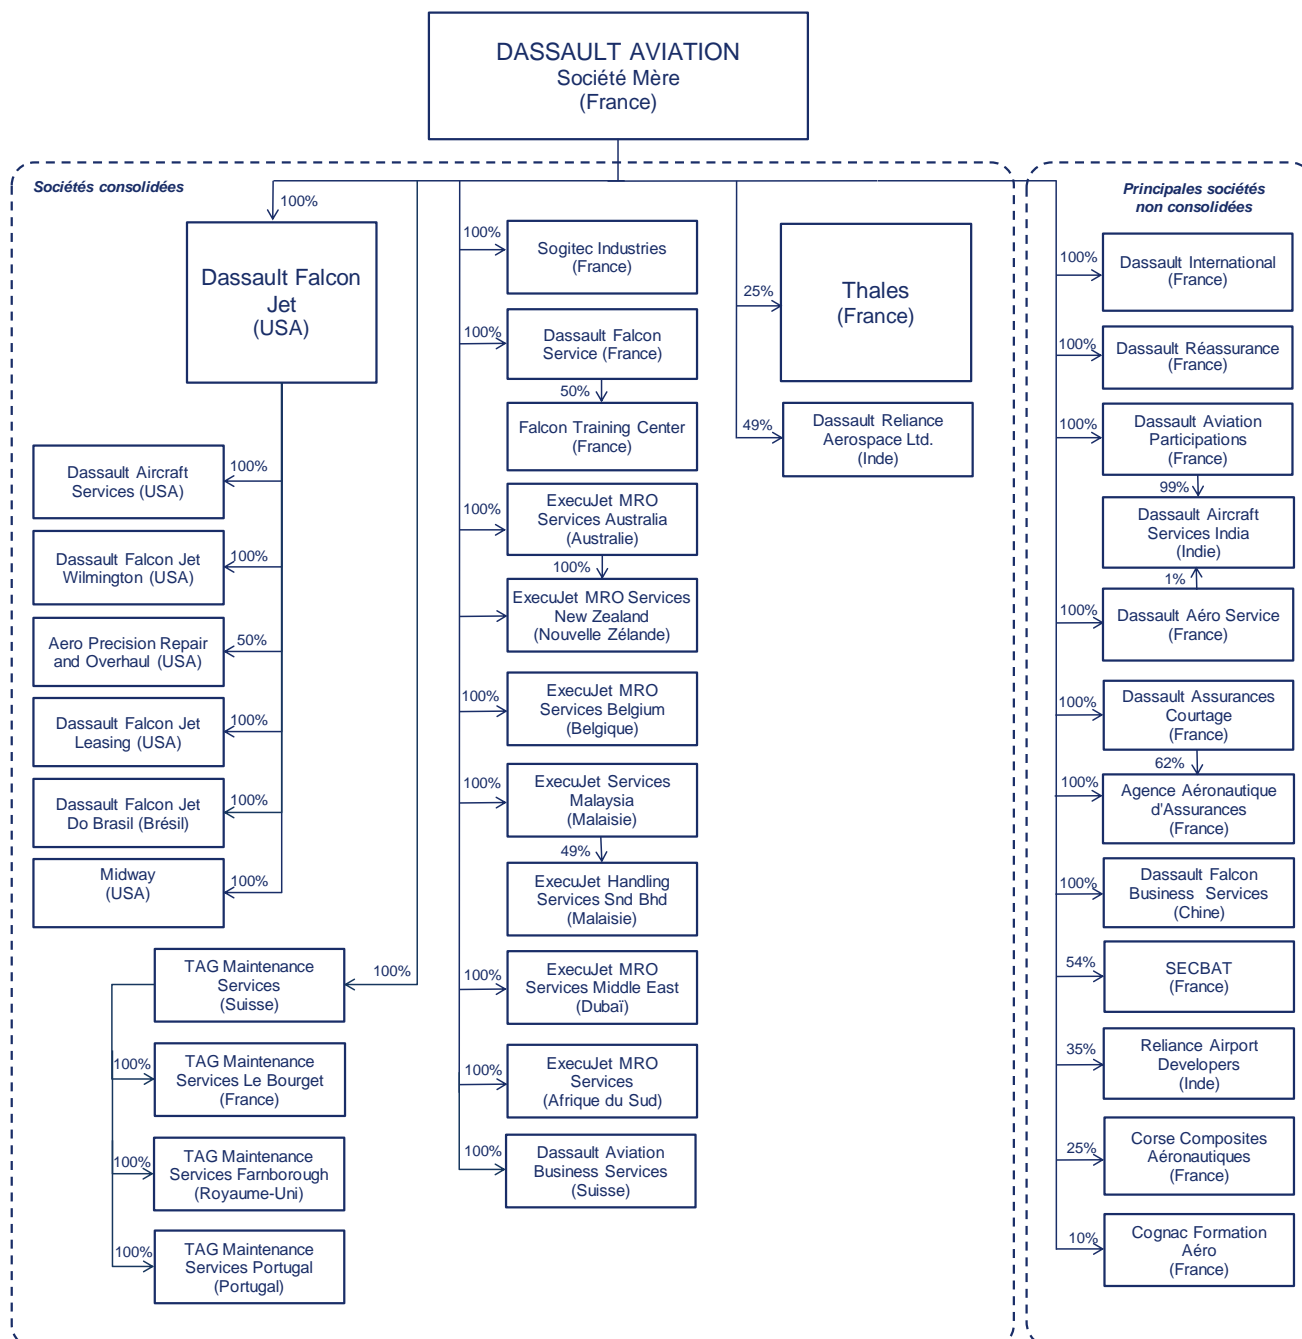 DASSAULT AVIATION
Société Mère
(France)
Sociétés consolidées
100%
Dassault Falcon
Jet
(USA)
100%
Dassault Aircraft
Services (USA)
100%
Dassault Falcon Jet
Wilmington (USA)
50%
Aero Precision Repair
and Overhaul (USA)
100%
Dassault Falcon Jet
Leasing (USA)
100%
Dassault Falcon Jet
Do Brasil (Brésil)
100%
Midway
(USA)
100%
TAG Maintenance
Services
(Suisse)
100%
TAG Maintenance
Services Le Bourget
(France)
100%
TAG Maintenance
Services Farnborough
(Royaume-Uni)
100%
TAG Maintenance
Services Portugal
(Portugal)
100%
Sogitec Industries
(France)
100%
Dassault Falcon
Service (France)
50%
Falcon Training Center
(France)
100%
ExecuJet MRO
Services Australia
(Australie)
100%
ExecuJet MRO Services
New Zealand
(Nouvelle Zélande)
100%
ExecuJet MRO
Services Belgium
(Belgique)
100%
ExecuJet Services
Malaysia
(Malaisie)
49%
ExecuJet Handling
Services Snd Bhd
(Malaisie)
100%
ExecuJet MRO
Services Middle East
(Dubaï)
100%
ExecuJet MRO
Services
(Afrique du Sud)
100%
Dassault Aviation
Business Services
(Suisse)
25%
Thales
(France)
49%
Dassault Reliance
Aerospace Ltd.
(Inde)
Principales sociétés
non consolidées
100%
Dassault International
(France)
100%
Dassault Réassurance
(France)
100%
Dassault Aviation
Participations
(France)
99%
Dassault Aircraft
Services India
(Indie)
1%
100%
Dassault Aéro Service
(France)
100%
Dassault Assurances
Courtage
(France)
62%
100%
Agence Aéronautique
d'Assurances
(France)
100%
Dassault Falcon
Business Services
(Chine)
54%
SECBAT
(France)
35%
Reliance Airport
Developers
(Inde)
25%
Corse Composites
Aéronautiques
(France)
10%
Cognac Formation
Aéro
(France)